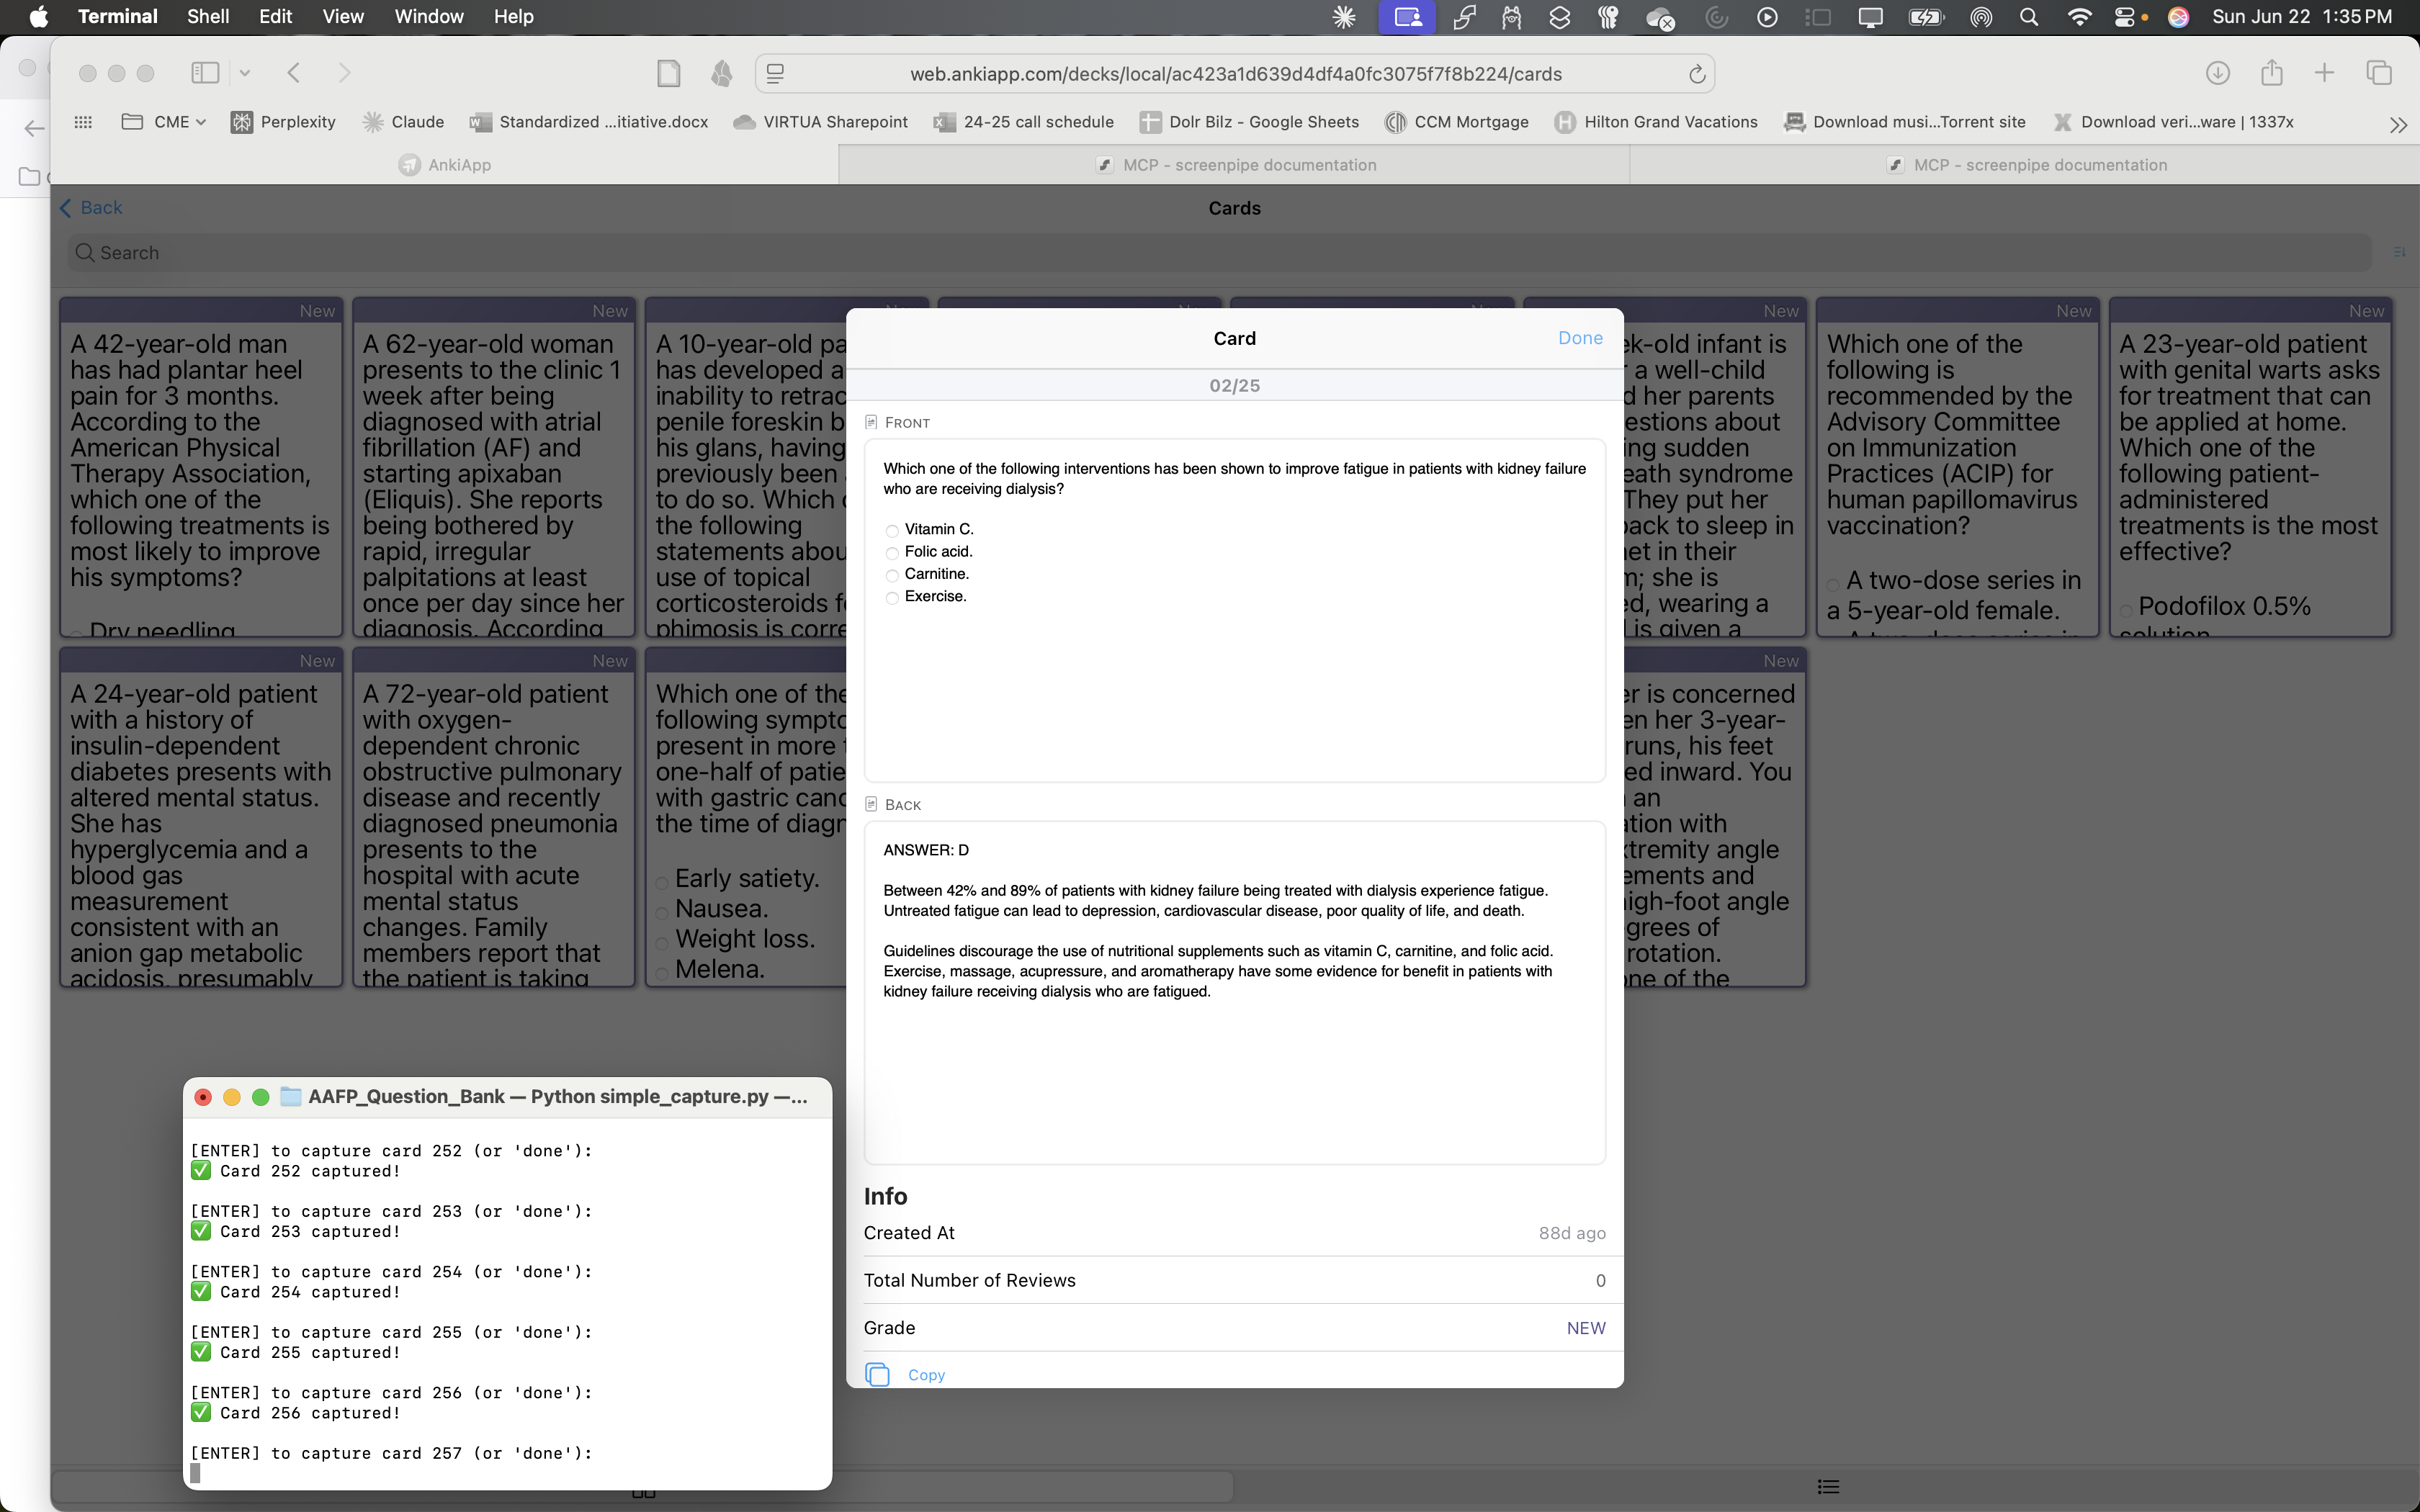 Terminal Shell Edit View Window Help Sun Jun 22 1:35 PM
web.ankiapp.com/decks/local/ac423a1d639d4df4a0fc3075f7f8b224/cards
CME Perplexity Claude Standardized ...itiative.docx VIRTUA Sharepoint 24-25 call schedule Dolr Bilz - Google Sheets CCM Mortgage Hilton Grand Vacations Download musi...Torrent site Download veri...ware | 1337x
AnkiApp MCP - screenpipe documentation MCP - screenpipe documentation
Back
Cards
Search
New
A 42-year-old man
has had plantar heel
pain for 3 months.
According to the
American Physical
Therapy Association,
which one of the
following treatments is
most likely to improve
his symptoms?
Dry needling
New
A 62-year-old woman
presents to the clinic 1
week after being
diagnosed with atrial
fibrillation (AF) and
starting apixaban
(Eliquis). She reports
being bothered by
rapid, irregular
palpitations at least
once per day since her
diagnosis. According
A 10-year-old pa
has developed a
inability to retrac
penile foreskin b
his glans, having
previously been
to do so. Which
the following
statements abou
use of topical
corticosteroids f
phimosis is corre
New
ek-old infant is
r a well-child
d her parents
estions about
ing sudden
eath syndrome
They put her
back to sleep in
net in their
m; she is
ed, wearing a
is given a
New
Which one of the
following is
recommended by the
Advisory Committee
on Immunization
Practices (ACIP) for
human papillomavirus
vaccination?
A two-dose series in
a 5-year-old female.
New
A 23-year-old patient
with genital warts asks
for treatment that can
be applied at home.
Which one of the
following patient-
administered
treatments is the most
effective?
Podofilox 0.5%
solution
New
A 24-year-old patient
with a history of
insulin-dependent
diabetes presents with
altered mental status.
She has
hyperglycemia and a
blood gas
measurement
consistent with an
anion gap metabolic
acidosis, presumably
New
A 72-year-old patient
with oxygen-
dependent chronic
obstructive pulmonary
disease and recently
diagnosed pneumonia
presents to the
hospital with acute
mental status
changes. Family
members report that
the patient is taking
Which one of the
following sympto
present in more
one-half of patie
with gastric canc
the time of diagn
Early satiety.
Nausea.
Weight loss.
Melena.
New
er is concerned
en her 3-year-
runs, his feet
ed inward. You
an
ation with
xtremity angle
ements and
igh-foot angle
grees of
rotation.
one of the
Card Done
02/25
FRONT
Which one of the following interventions has been shown to improve fatigue in patients with kidney failure
who are receiving dialysis?
Vitamin C.
Folic acid.
Carnitine.
Exercise.
BACK
ANSWER: D
Between 42% and 89% of patients with kidney failure being treated with dialysis experience fatigue.
Untreated fatigue can lead to depression, cardiovascular disease, poor quality of life, and death.
Guidelines discourage the use of nutritional supplements such as vitamin C, carnitine, and folic acid.
Exercise, massage, acupressure, and aromatherapy have some evidence for benefit in patients with
kidney failure receiving dialysis who are fatigued.
Info
Created At 88d ago
Total Number of Reviews 0
Grade NEW
Copy
AAFP_Question_Bank — Python simple_capture.py —...
[ENTER] to capture card 252 (or 'done'):
✅ Card 252 captured!
[ENTER] to capture card 253 (or 'done'):
✅ Card 253 captured!
[ENTER] to capture card 254 (or 'done'):
✅ Card 254 captured!
[ENTER] to capture card 255 (or 'done'):
✅ Card 255 captured!
[ENTER] to capture card 256 (or 'done'):
✅ Card 256 captured!
[ENTER] to capture card 257 (or 'done'):